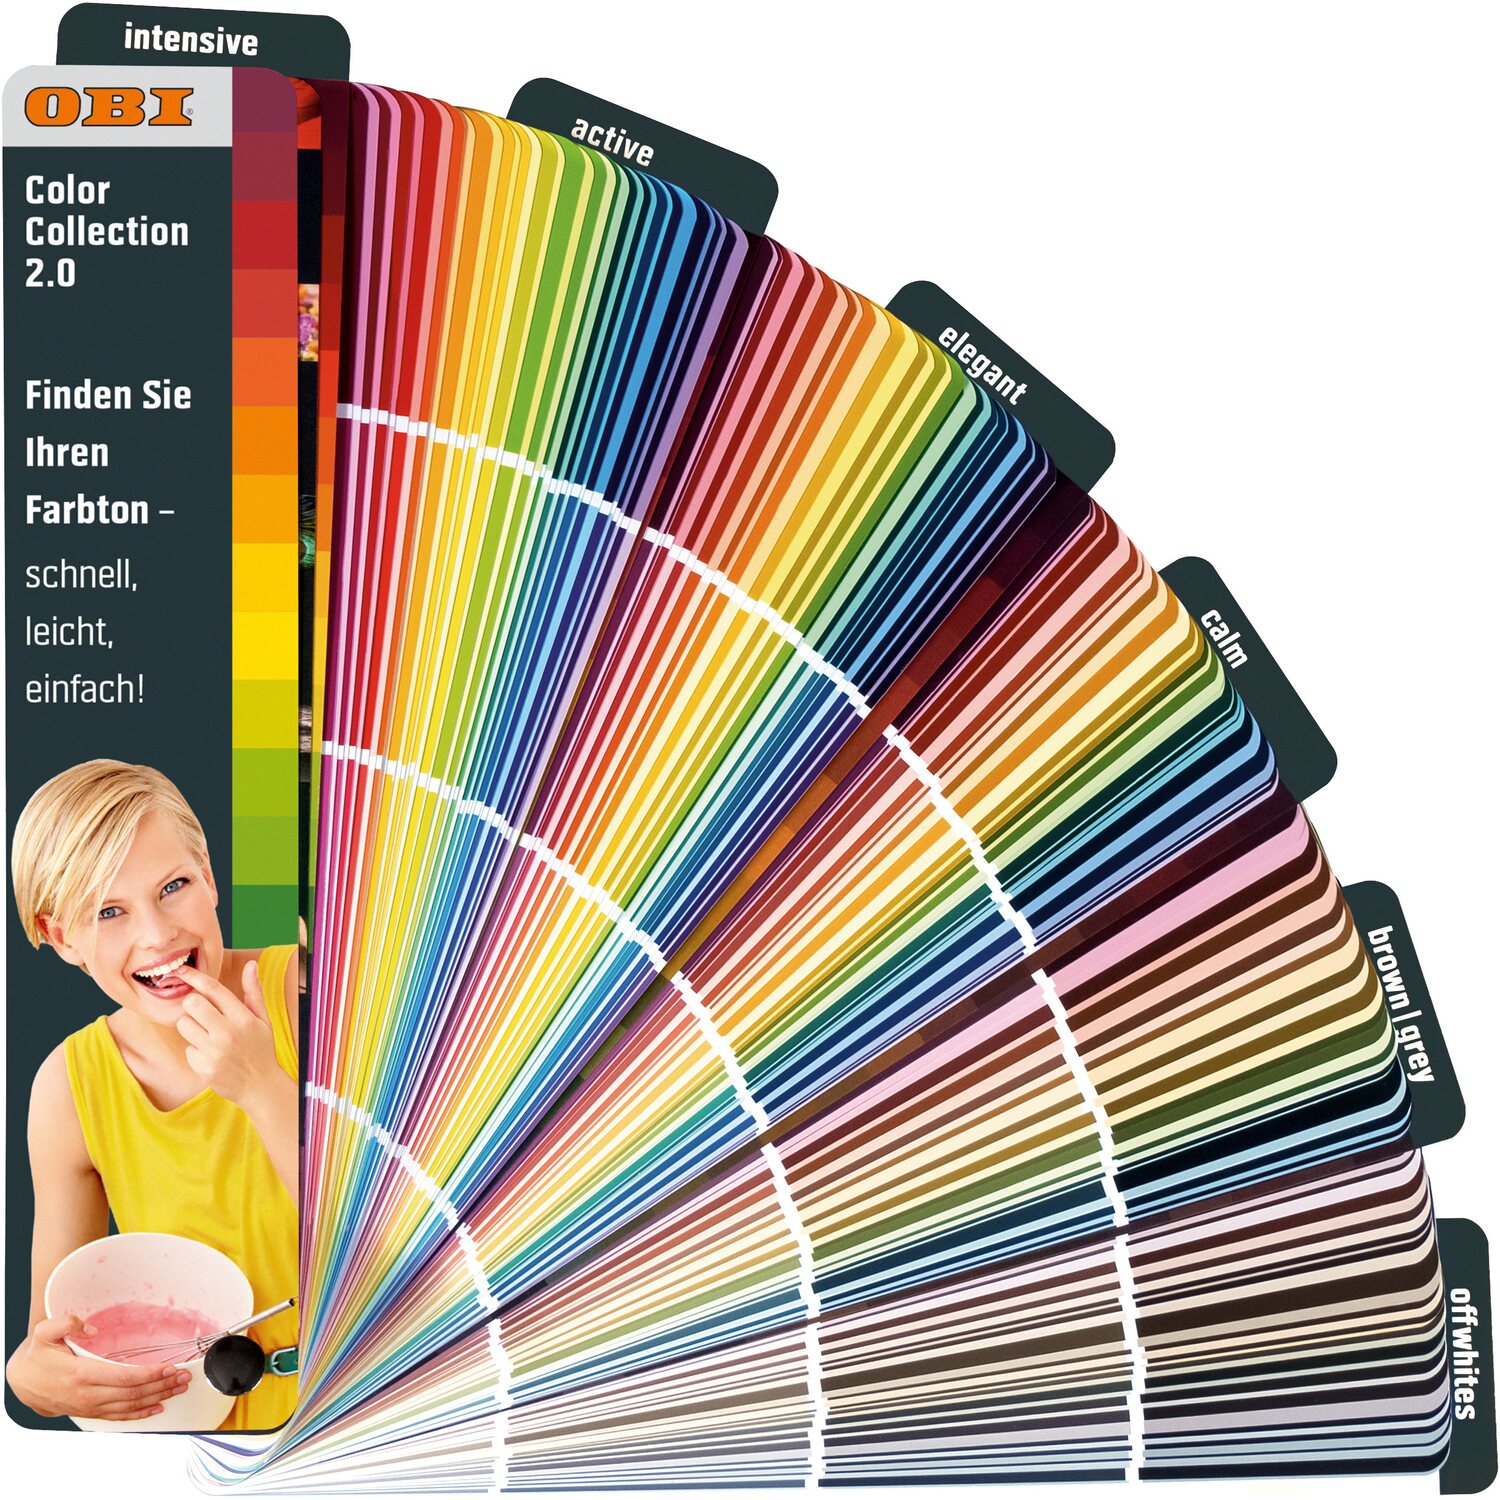 intensive
OBI®
Color
Collection
2.0
Finden Sie
Ihren
Farbton –
schnell,
leicht,
einfach!
active
elegant
calm
brown | grey
offwhites